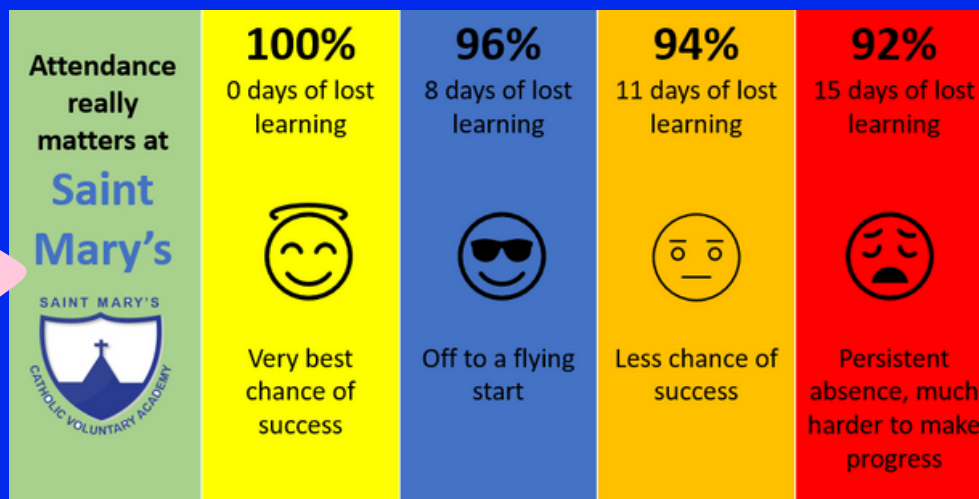 Attendance
really
matters at
Saint
Mary's
SAINT MARY'S
CATHOLIC VOLUNTARY ACADEMY
100%
0 days of lost
learning
Very best
chance of
success
96%
8 days of lost
learning
Off to a flying
start
94%
11 days of lost
learning
Less chance of
success
92%
15 days of lost
learning
Persistent
absence, much
harder to make
progress